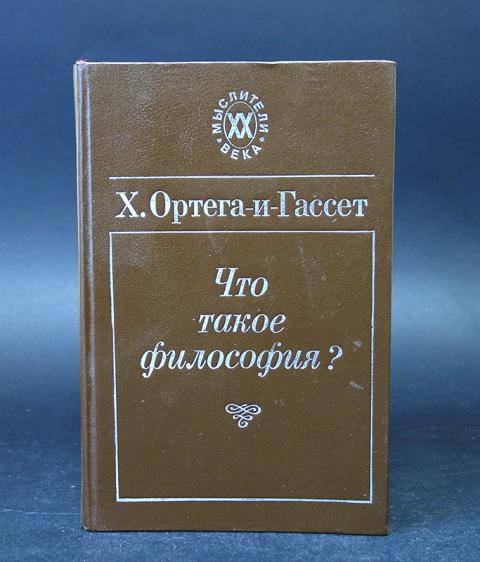 МЫСЛИТЕЛИ
XX
ВЕКА
Х. Ортега-и-Гассет
Что
такое
философия?